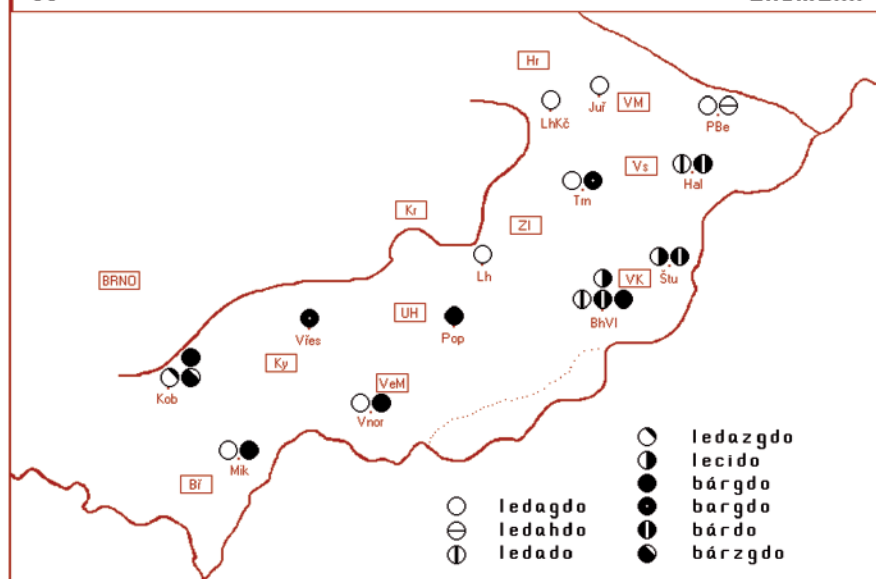 Hr
LhKč
Juř
VM
PBe
Vs
Hal
Trn
Kr
Zl
Lh
BRNO
VK
Štu
BhVl
UH
Pop
Vřes
Ky
Kob
VeM
Vnor
Mik
Bř
ledagdo
ledahdo
ledado
ledazgdo
lecido
bárgdo
bargdo
bárdo
bárzgdo